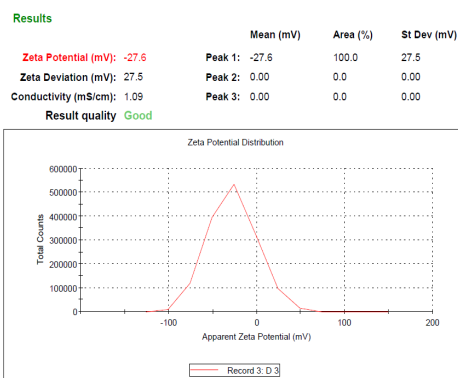 Results
Mean (mV) Area (%) St Dev (mV)
Zeta Potential (mV): -27.6 Peak 1: -27.6 100.0 27.5
Zeta Deviation (mV): 27.5 Peak 2: 0.00 0.0 0.00
Conductivity (mS/cm): 1.09 Peak 3: 0.00 0.0 0.00
Result quality Good
Zeta Potential Distribution
600000
500000
400000
300000
200000
100000
0
Total Counts
-100 0 100 200
Apparent Zeta Potential (mV)
Record 3: D 3